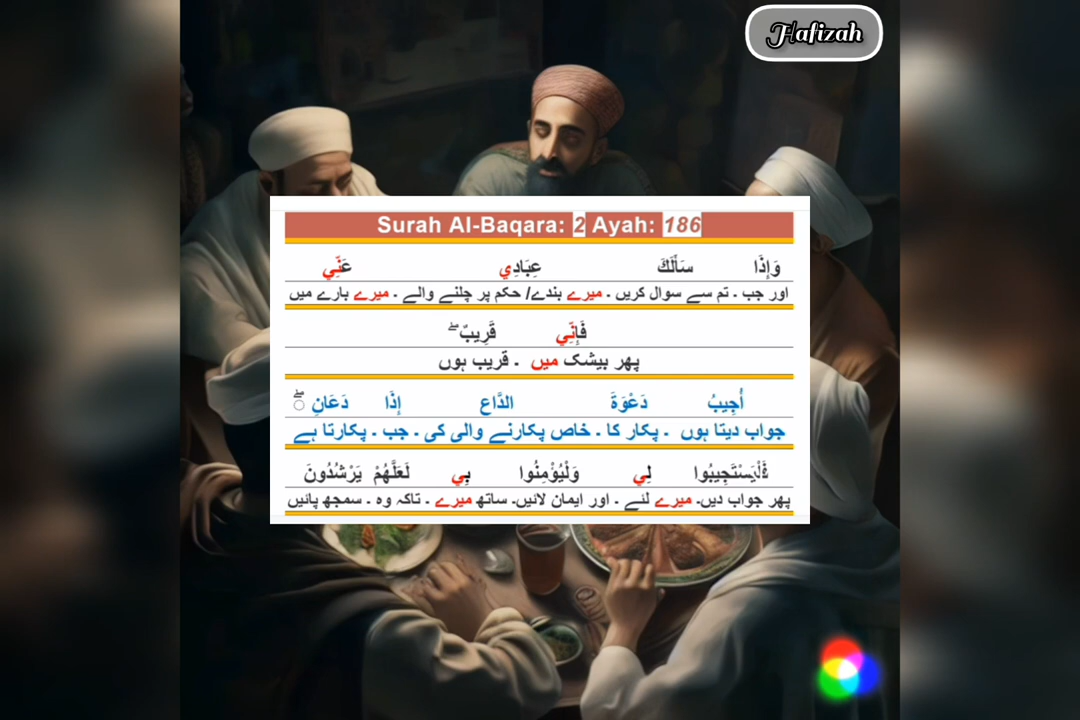 Hafizah
Surah Al-Baqara: 2 Ayah: 186
وَإِذَا سَأَلَكَ عِبَادِي عَنِّي
اور جب ۔ تم سے سوال کریں ۔ میرے بندے/ حکم پر چلنے والے ۔ میرے بارے میں
فَإِنِّي قَرِيبٌ ۖ
پھر بیشک میں ۔ قریب ہوں
أُجِيبُ دَعْوَةَ الدَّاعِ إِذَا دَعَانِ ۖ
جواب دیتا ہوں ۔ پکار کا ۔ خاص پکارنے والی کی ۔ جب ۔ پکارتا ہے
فَلْيَسْتَجِيبُوا لِي وَلْيُؤْمِنُوا بِي لَعَلَّهُمْ يَرْشُدُونَ
پھر جواب دیں۔ میرے لئے ۔ اور ایمان لائیں۔ ساتھ میرے ۔ تاکہ وہ ۔ سمجھ پائیں